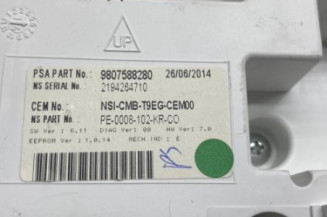 UP
PSA PART No.: 9807588280 26/06/2014
NS SERIAL No.: 2194264710
CEM No.: NSI-CMB-T9EG-CEM00
NS PART No.: PE-0008-102-KR-CO
SW Ver : 6.11 DIAG Ver : 00 HW Ver : 7.0
EEPROM Ver : 1.0.14 MECH IND : E